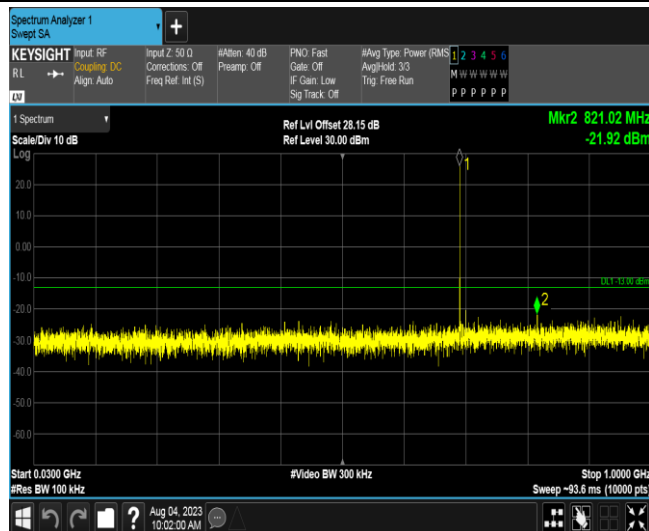 Spectrum Analyzer 1
Swept SA
+
KEYSIGHT
RL
LXI
Input: RF
Coupling: DC
Align: Auto
Input Z: 50 Ω
Corrections: Off
Freq Ref: Int (S)
#Atten: 40 dB
Preamp: Off
PNO: Fast
Gate: Off
IF Gain: Low
Sig Track: Off
#Avg Type: Power (RMS
Avg|Hold: 3/3
Trig: Free Run
1 2 3 4 5 6
M W W W W W
P P P P P P
1 Spectrum
Scale/Div 10 dB
Ref Lvl Offset 28.15 dB
Ref Level 30.00 dBm
Mkr2 821.02 MHz
-21.92 dBm
Log
1
20.0
10.0
0.00
-10.0
DL1 -13.00 dBm
2
-20.0
-30.0
-40.0
-50.0
-60.0
Start 0.0300 GHz
#Video BW 300 kHz
Stop 1.0000 GHz
#Res BW 100 kHz
Sweep ~93.6 ms (10000 pts)
?
Aug 04, 2023
10:02:00 AM